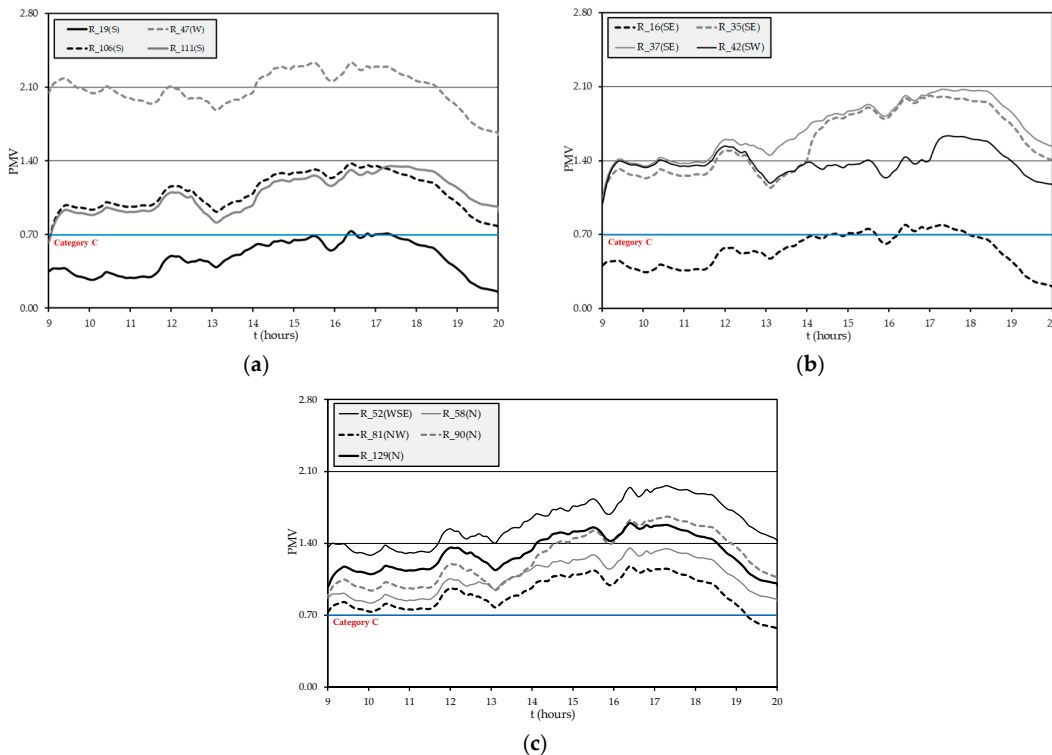 2.80
2.10
1.40
0.70
0.00
PMV
R_19(S) R_47(W)
R_106(S) R_111(S)
Category C
9 10 11 12 13 14 15 16 17 18 19 20
t (hours)
(a)
2.80
2.10
1.40
0.70
0.00
PMV
R_16(SE) R_35(SE)
R_37(SE) R_42(SW)
Category C
9 10 11 12 13 14 15 16 17 18 19 20
t (hours)
(b)
2.80
2.10
1.40
0.70
0.00
PMV
R_52(WSE) R_58(N)
R_81(NW) R_90(N)
R_129(N)
Category C
9 10 11 12 13 14 15 16 17 18 19 20
t (hours)
(c)